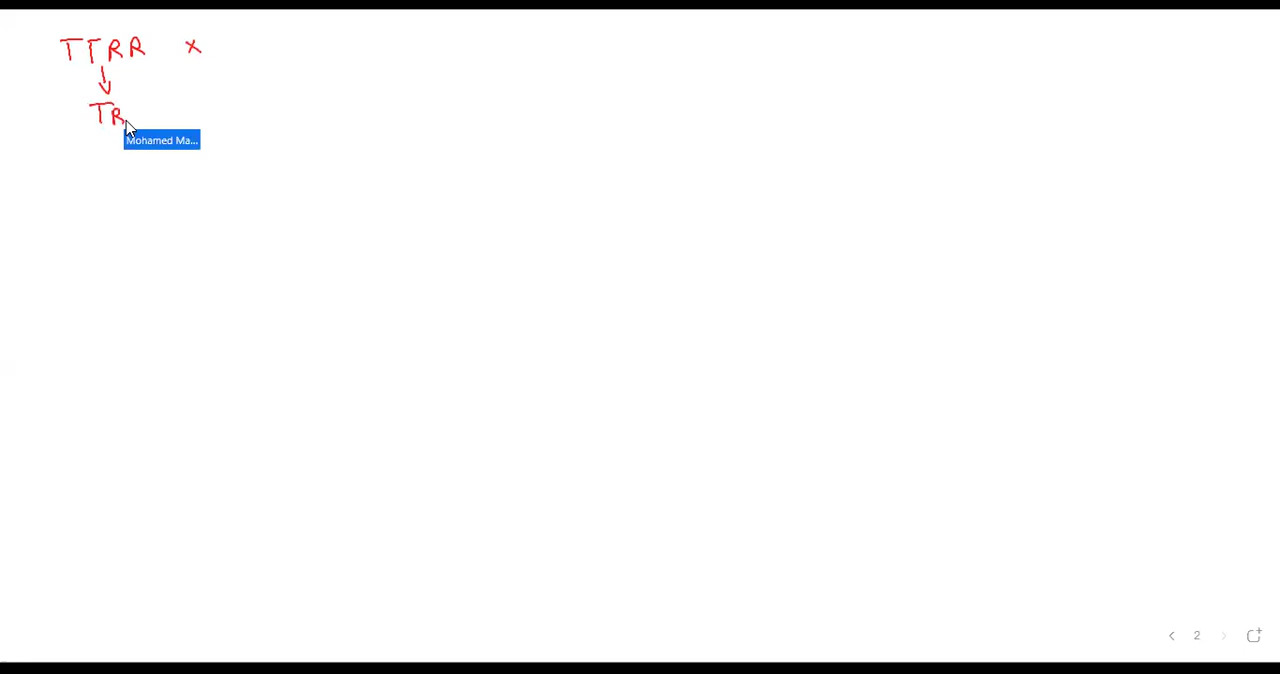 TTRR ×
↓
TR
Mohamed Ma...
< 2 >